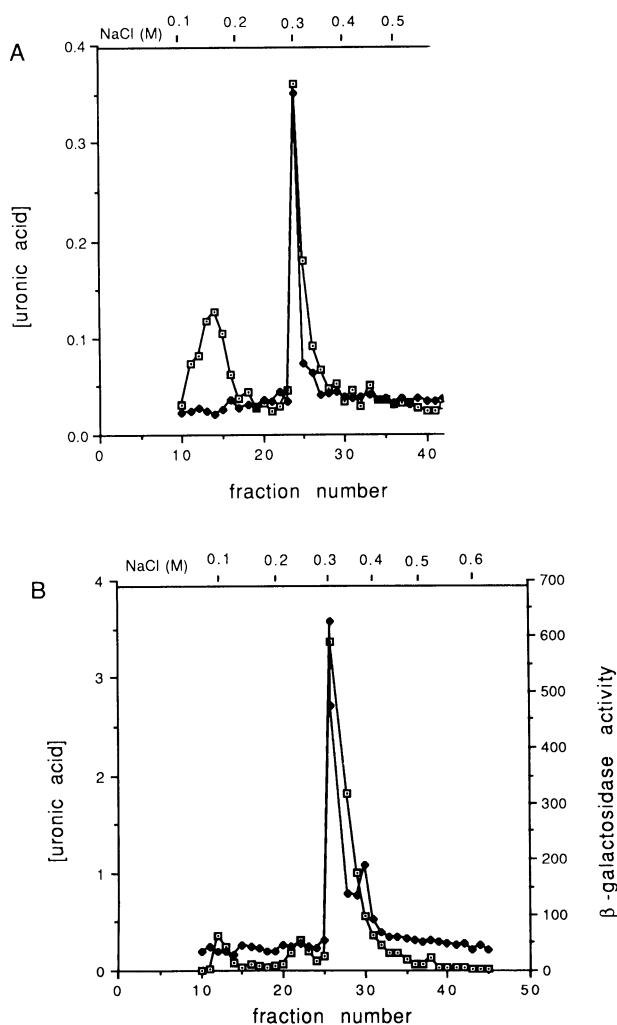 A
NaCl (M) 0.1 0.2 0.3 0.4 0.5
0.4
0.3
0.2
0.1
0.0
[uronic acid]
0 10 20 30 40
fraction number
B
NaCl (M) 0.1 0.2 0.3 0.4 0.5 0.6
4
3
2
1
0
[uronic acid]
700
600
500
400
300
200
100
0
β-galactosidase activity
0 10 20 30 40 50
fraction number